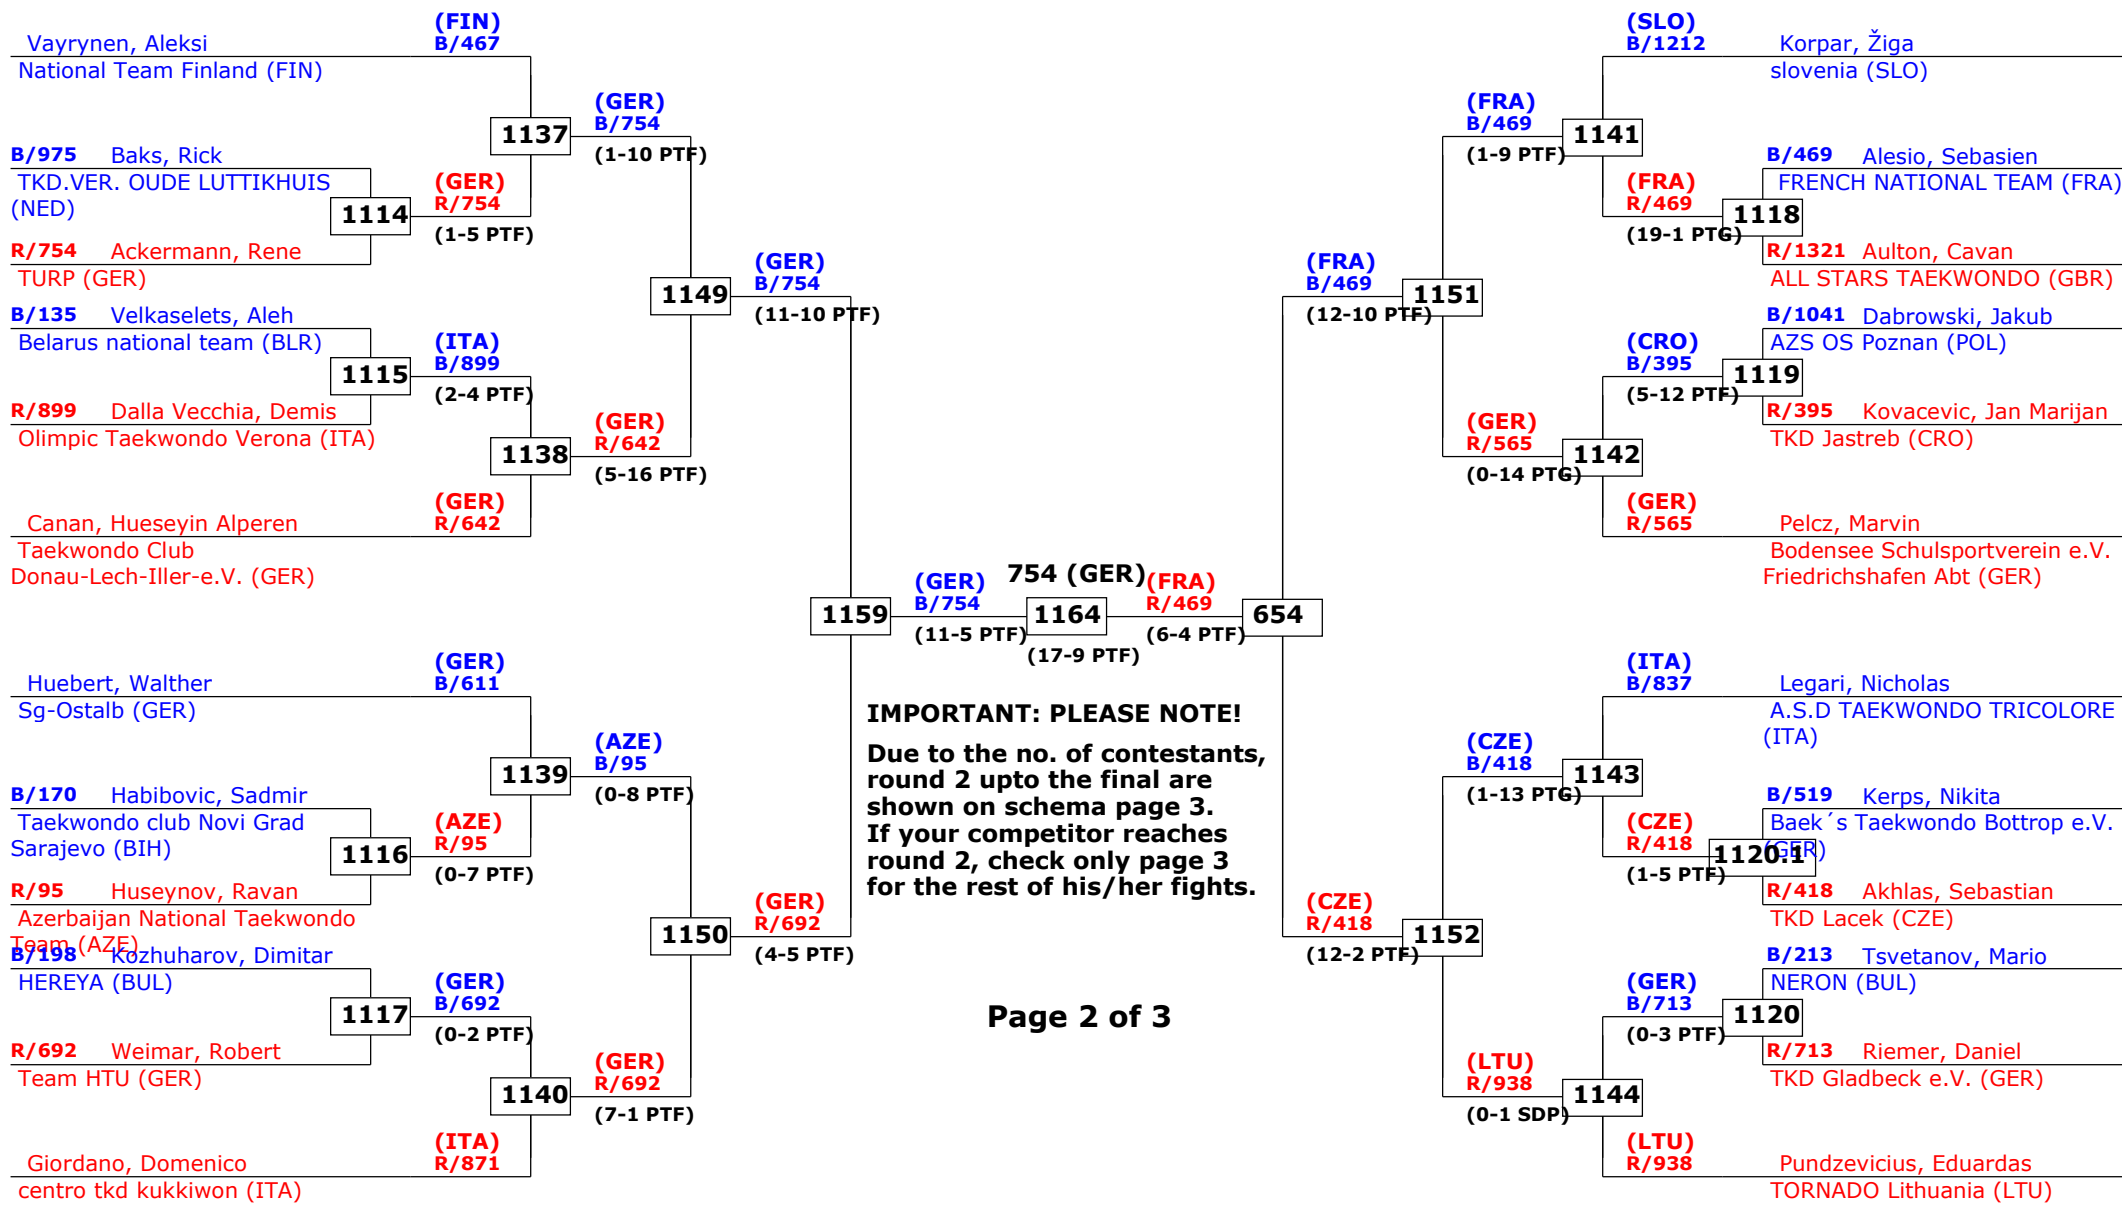 (FIN)
Vayrynen, Aleksi B/467
National Team Finland (FIN)
(GER)
B/754
1137
(1-10 PTF)
B/975 Baks, Rick
TKD.VER. OUDE LUTTIKHUIS
(NED)
(GER)
R/754
1114
(1-5 PTF)
R/754 Ackermann, Rene
TURP (GER)
(GER)
B/754
1149
(11-10 PTF)
B/135 Velkaselets, Aleh
Belarus national team (BLR)
(ITA)
B/899
1115
(2-4 PTF)
R/899 Dalla Vecchia, Demis
Olimpic Taekwondo Verona (ITA)
(GER)
R/642
1138
(5-16 PTF)
(GER)
Canan, Hueseyin Alperen R/642
Taekwondo Club
Donau-Lech-Iller-e.V. (GER)
1159
(GER)
B/754
(11-5 PTF)
754 (GER)
1164
(17-9 PTF)
(FRA)
R/469
(6-4 PTF)
654
(GER)
Huebert, Walther B/611
Sg-Ostalb (GER)
(AZE)
B/95
1139
(0-8 PTF)
B/170 Habibovic, Sadmir
Taekwondo club Novi Grad
Sarajevo (BIH)
(AZE)
R/95
1116
(0-7 PTF)
R/95 Huseynov, Ravan
Azerbaijan National Taekwondo
Team (AZE)
(GER)
R/692
1150
(4-5 PTF)
B/198 Kozhuharov, Dimitar
HEREYA (BUL)
(GER)
B/692
1117
(0-2 PTF)
R/692 Weimar, Robert
Team HTU (GER)
(GER)
R/692
1140
(7-1 PTF)
(ITA)
Giordano, Domenico R/871
centro tkd kukkiwon (ITA)
IMPORTANT: PLEASE NOTE!
Due to the no. of contestants,
round 2 upto the final are
shown on schema page 3.
If your competitor reaches
round 2, check only page 3
for the rest of his/her fights.
Page 2 of 3
(SLO)
B/1212 Korpar, Žiga
slovenia (SLO)
(FRA)
B/469
1141
(1-9 PTF)
B/469 Alesio, Sebasien
FRENCH NATIONAL TEAM (FRA)
(FRA)
R/469
1118
(19-1 PTG)
R/1321 Aulton, Cavan
ALL STARS TAEKWONDO (GBR)
(FRA)
B/469
1151
(12-10 PTF)
B/1041 Dabrowski, Jakub
AZS OS Poznan (POL)
(CRO)
B/395
1119
(5-12 PTF)
R/395 Kovacevic, Jan Marijan
TKD Jastreb (CRO)
(GER)
R/565
1142
(0-14 PTG)
(GER)
R/565 Pelcz, Marvin
Bodensee Schulsportverein e.V.
Friedrichshafen Abt (GER)
(ITA)
B/837 Legari, Nicholas
A.S.D TAEKWONDO TRICOLORE
(ITA)
(CZE)
B/418
1143
(1-13 PTG)
B/519 Kerps, Nikita
Baek´s Taekwondo Bottrop e.V.
(GER)
(CZE)
R/418
1120.1
(1-5 PTF)
R/418 Akhlas, Sebastian
TKD Lacek (CZE)
(CZE)
R/418
1152
(12-2 PTF)
B/213 Tsvetanov, Mario
NERON (BUL)
(GER)
B/713
1120
(0-3 PTF)
R/713 Riemer, Daniel
TKD Gladbeck e.V. (GER)
(LTU)
R/938
1144
(0-1 SDP)
(LTU)
R/938 Pundzevicius, Eduardas
TORNADO Lithuania (LTU)